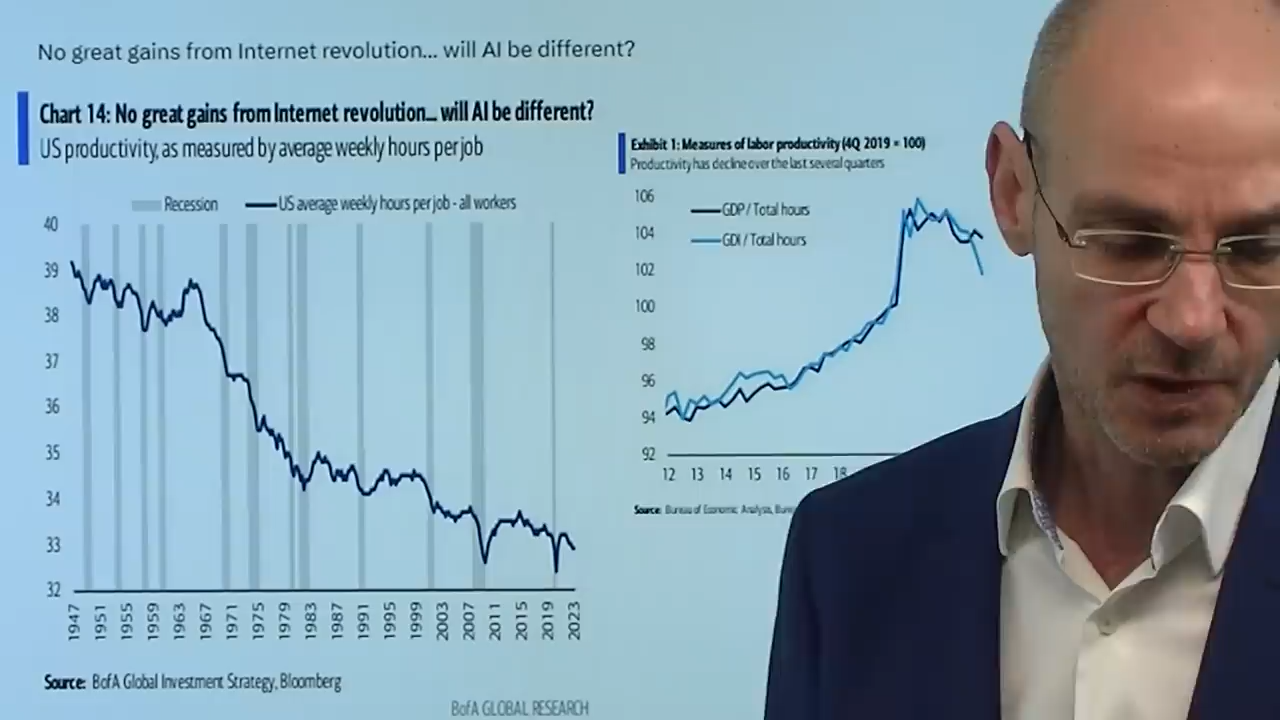 No great gains from Internet revolution... will AI be different?
Chart 14: No great gains from Internet revolution... will AI be different?
US productivity, as measured by average weekly hours per job
Recession
US average weekly hours per job - all workers
40
39
38
37
36
35
34
33
32
1947
1951
1955
1959
1963
1967
1971
1975
1979
1983
1987
1991
1995
1999
2003
2007
2011
2015
2019
2023
Source: BofA Global Investment Strategy, Bloomberg
BofA GLOBAL RESEARCH
Exhibit 1: Measures of labor productivity (4Q 2019 = 100)
Productivity has decline over the last several quarters
GDP / Total hours
GDI / Total hours
106
104
102
100
98
96
94
92
12 13 14 15 16 17 18
Source: Bureau of Economic Analysis,